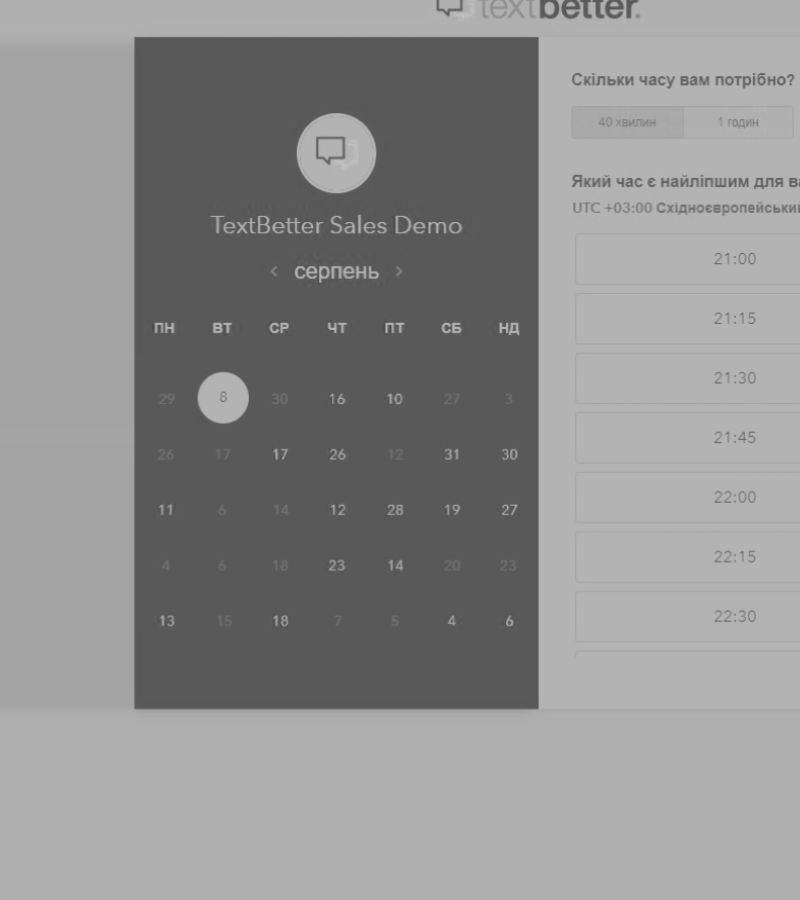 textbetter.
TextBetter Sales Demo
‹ серпень ›
ПН ВТ СР ЧТ ПТ СБ НД
29 8 30 16 10 27 3
26 17 17 26 12 31 30
11 6 14 12 28 19 27
4 6 18 23 14 20 23
13 15 18 7 5 4 6
Скільки часу вам потрібно?
40 хвилин 1 годин
Який час є найліпшим для
UTC +03:00
21:00
21:15
21:30
21:45
22:00
22:15
22:30